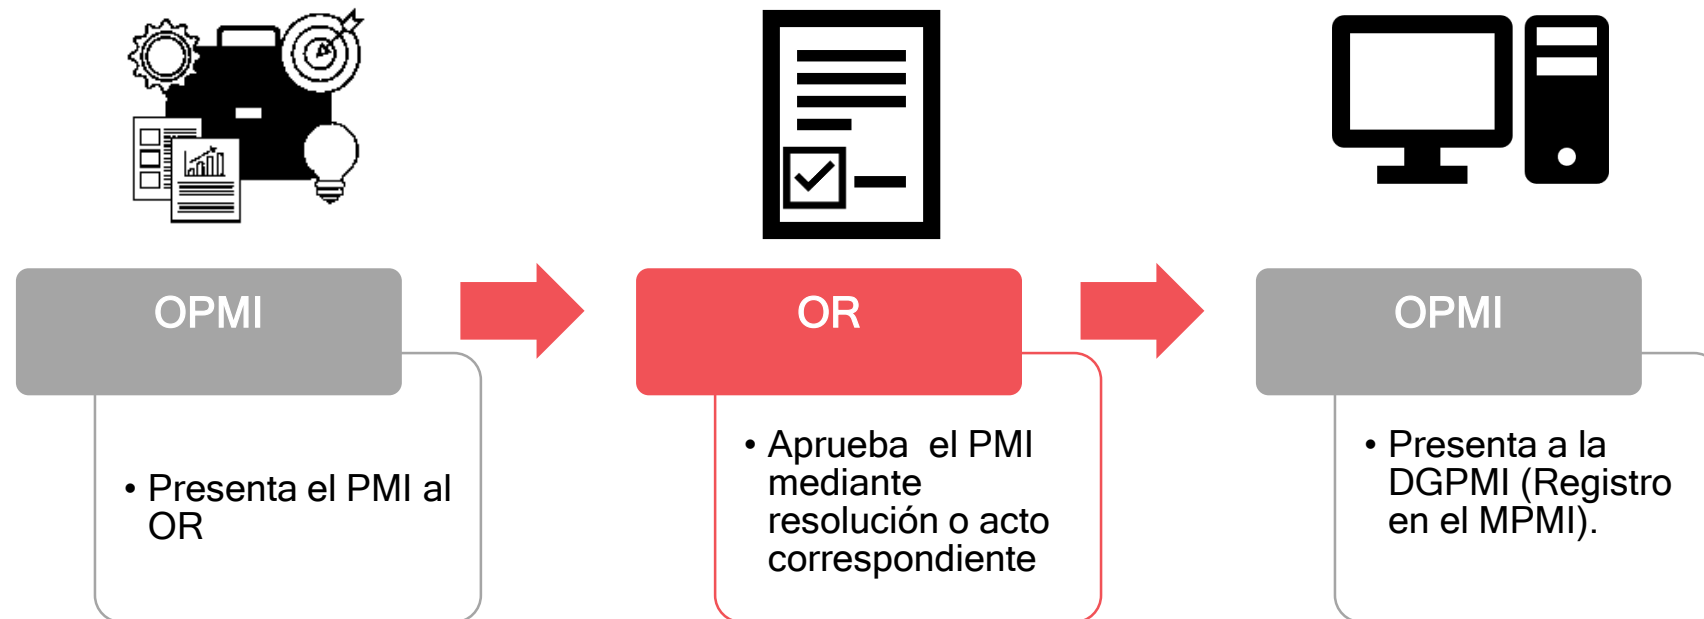 OPMI
• Presenta el PMI al
OR
OR
• Aprueba  el PMI
mediante
resolución o acto
correspondiente
OPMI
• Presenta a la
DGPMI (Registro
en el MPMI).